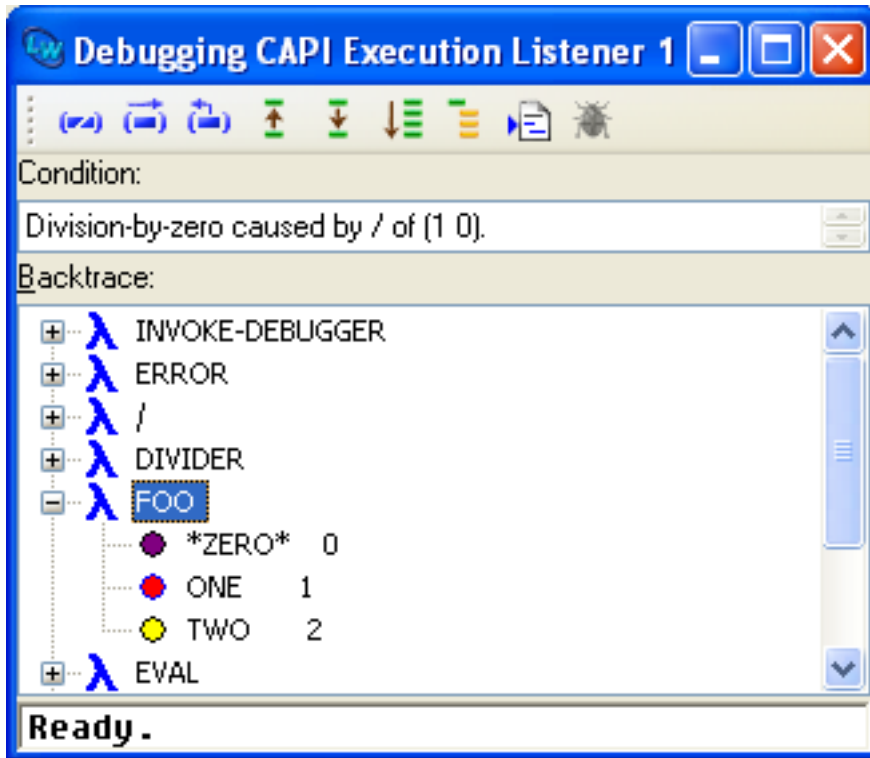 Debugging CAPI Execution Listener 1
Condition:
Division-by-zero caused by / of (1 0).
Backtrace:
λ INVOKE-DEBUGGER
λ ERROR
λ /
λ DIVIDER
λ FOO
*ZERO* 0
ONE 1
TWO 2
λ EVAL
Ready.